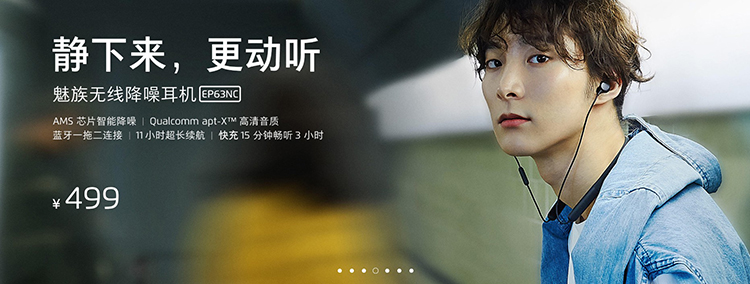 静下来，更动听
魅族无线降噪耳机 EP63NC
AMS 芯片智能降噪 | Qualcomm apt-X™ 高清音质
蓝牙一拖二连接 | 11 小时超长续航 | 快充 15 分钟畅听 3 小时
¥ 499